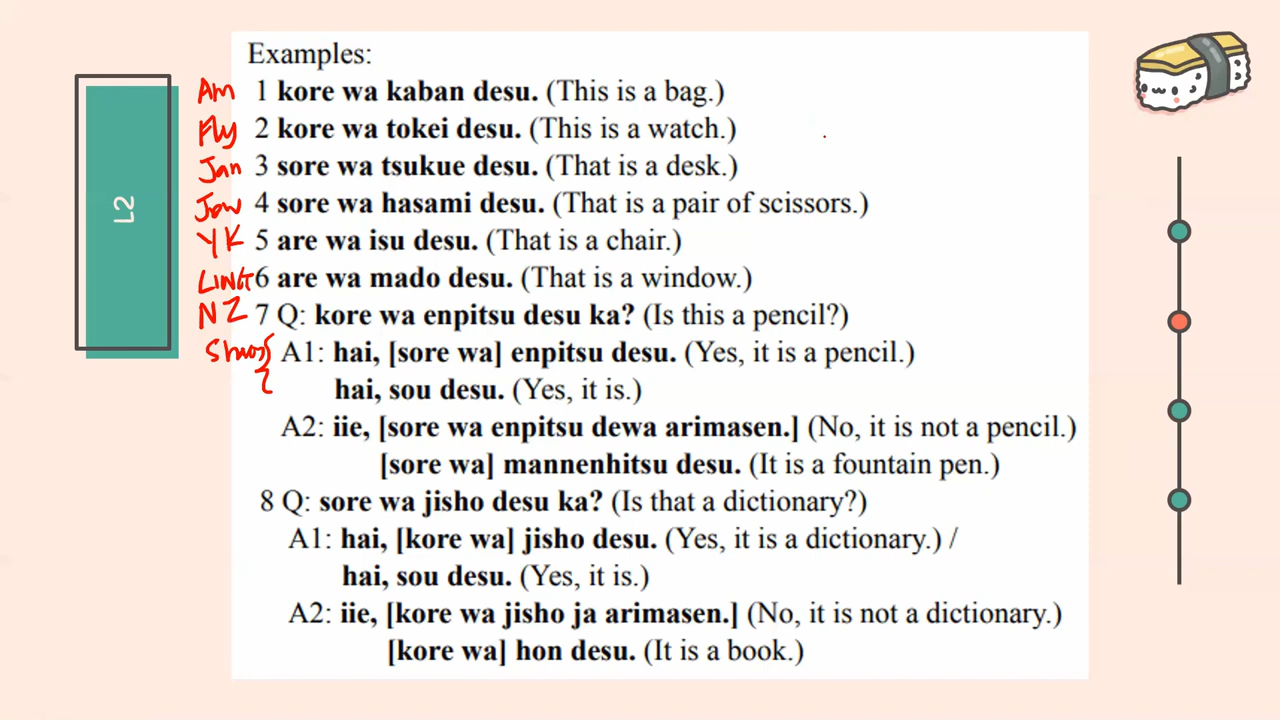 L2
Examples:
Am 1 kore wa kaban desu. (This is a bag.)
Fly 2 kore wa tokei desu. (This is a watch.)
Jan 3 sore wa tsukue desu. (That is a desk.)
Jow 4 sore wa hasami desu. (That is a pair of scissors.)
YK 5 are wa isu desu. (That is a chair.)
LING 6 are wa mado desu. (That is a window.)
NZ 7 Q: kore wa enpitsu desu ka? (Is this a pencil?)
A1: hai, [sore wa] enpitsu desu. (Yes, it is a pencil.)
hai, sou desu. (Yes, it is.)
A2: iie, [sore wa enpitsu dewa arimasen.] (No, it is not a pencil.)
[sore wa] mannenhitsu desu. (It is a fountain pen.)
8 Q: sore wa jisho desu ka? (Is that a dictionary?)
A1: hai, [kore wa] jisho desu. (Yes, it is a dictionary.) /
hai, sou desu. (Yes, it is.)
A2: iie, [kore wa jisho ja arimasen.] (No, it is not a dictionary.)
[kore wa] hon desu. (It is a book.)